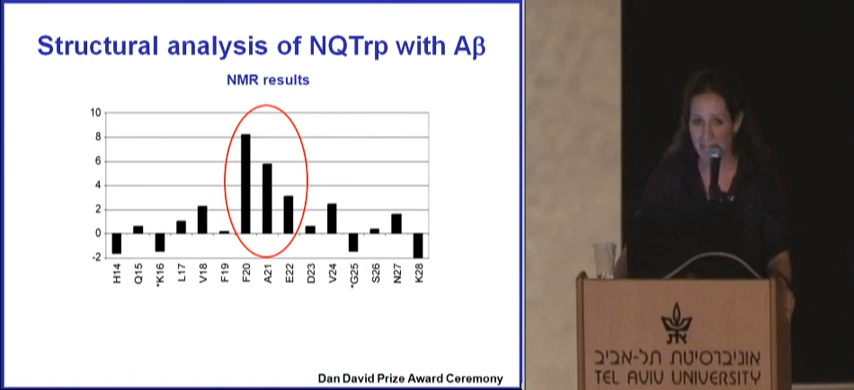 Structural analysis of NQTrp with Aβ
NMR results
10
8
6
4
2
0
-2
H14
Q15
*K16
L17
V18
F19
F20
A21
E22
D23
V24
*G25
S26
N27
K28
Dan David Prize Award Ceremony
אוניברסיטת תל-אביב
TEL AVIV UNIVERSITY